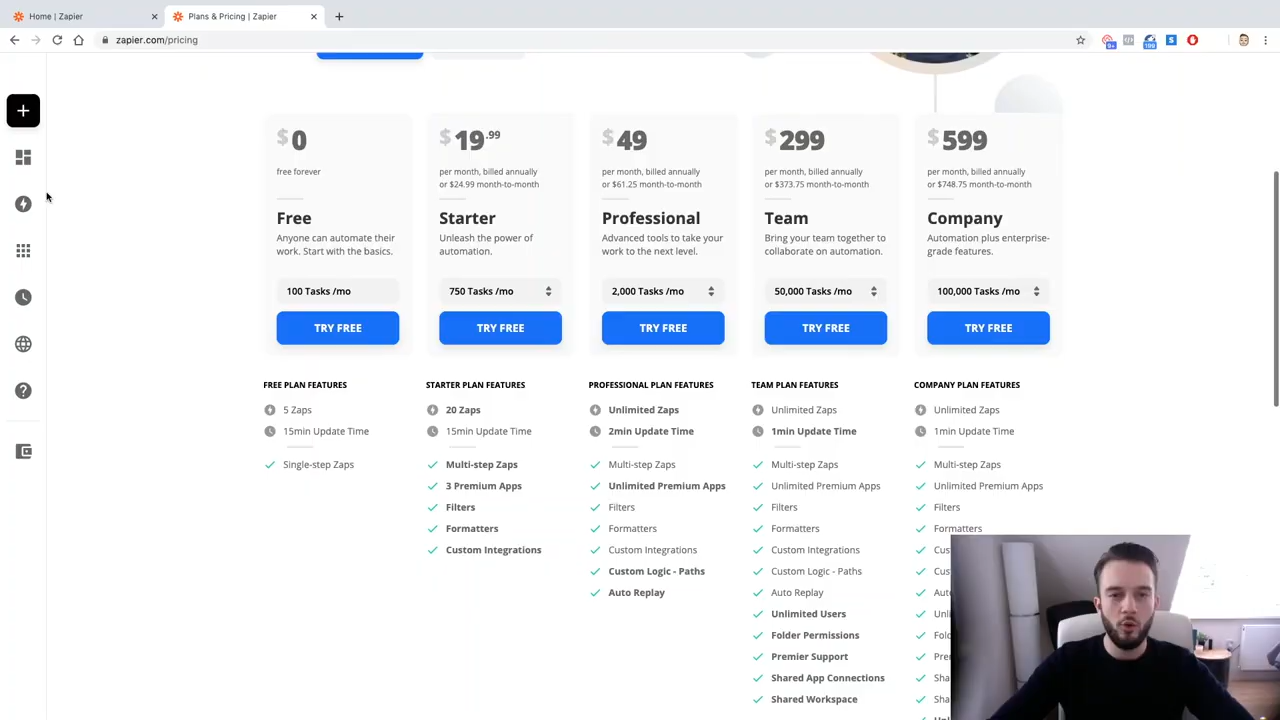 Home | Zapier
Plans & Pricing | Zapier
zapier.com/pricing
9+
199
$0
free forever
Free
Anyone can automate their
work. Start with the basics.
100 Tasks /mo
TRY FREE
$19.99
per month, billed annually
or $24.99 month-to-month
Starter
Unleash the power of
automation.
750 Tasks /mo
TRY FREE
$49
per month, billed annually
or $61.25 month-to-month
Professional
Advanced tools to take your
work to the next level.
2,000 Tasks /mo
TRY FREE
$299
per month, billed annually
or $373.75 month-to-month
Team
Bring your team together to
collaborate on automation.
50,000 Tasks /mo
TRY FREE
$599
per month, billed annually
or $748.75 month-to-month
Company
Automation plus enterprise-
grade features.
100,000 Tasks /mo
TRY FREE
FREE PLAN FEATURES
5 Zaps
15min Update Time
Single-step Zaps
STARTER PLAN FEATURES
20 Zaps
15min Update Time
Multi-step Zaps
3 Premium Apps
Filters
Formatters
Custom Integrations
PROFESSIONAL PLAN FEATURES
Unlimited Zaps
2min Update Time
Multi-step Zaps
Unlimited Premium Apps
Filters
Formatters
Custom Integrations
Custom Logic - Paths
Auto Replay
TEAM PLAN FEATURES
Unlimited Zaps
1min Update Time
Multi-step Zaps
Unlimited Premium Apps
Filters
Formatters
Custom Integrations
Custom Logic - Paths
Auto Replay
Unlimited Users
Folder Permissions
Premier Support
Shared App Connections
Shared Workspace
COMPANY PLAN FEATURES
Unlimited Zaps
1min Update Time
Multi-step Zaps
Unlimited Premium Apps
Filters
Formatters